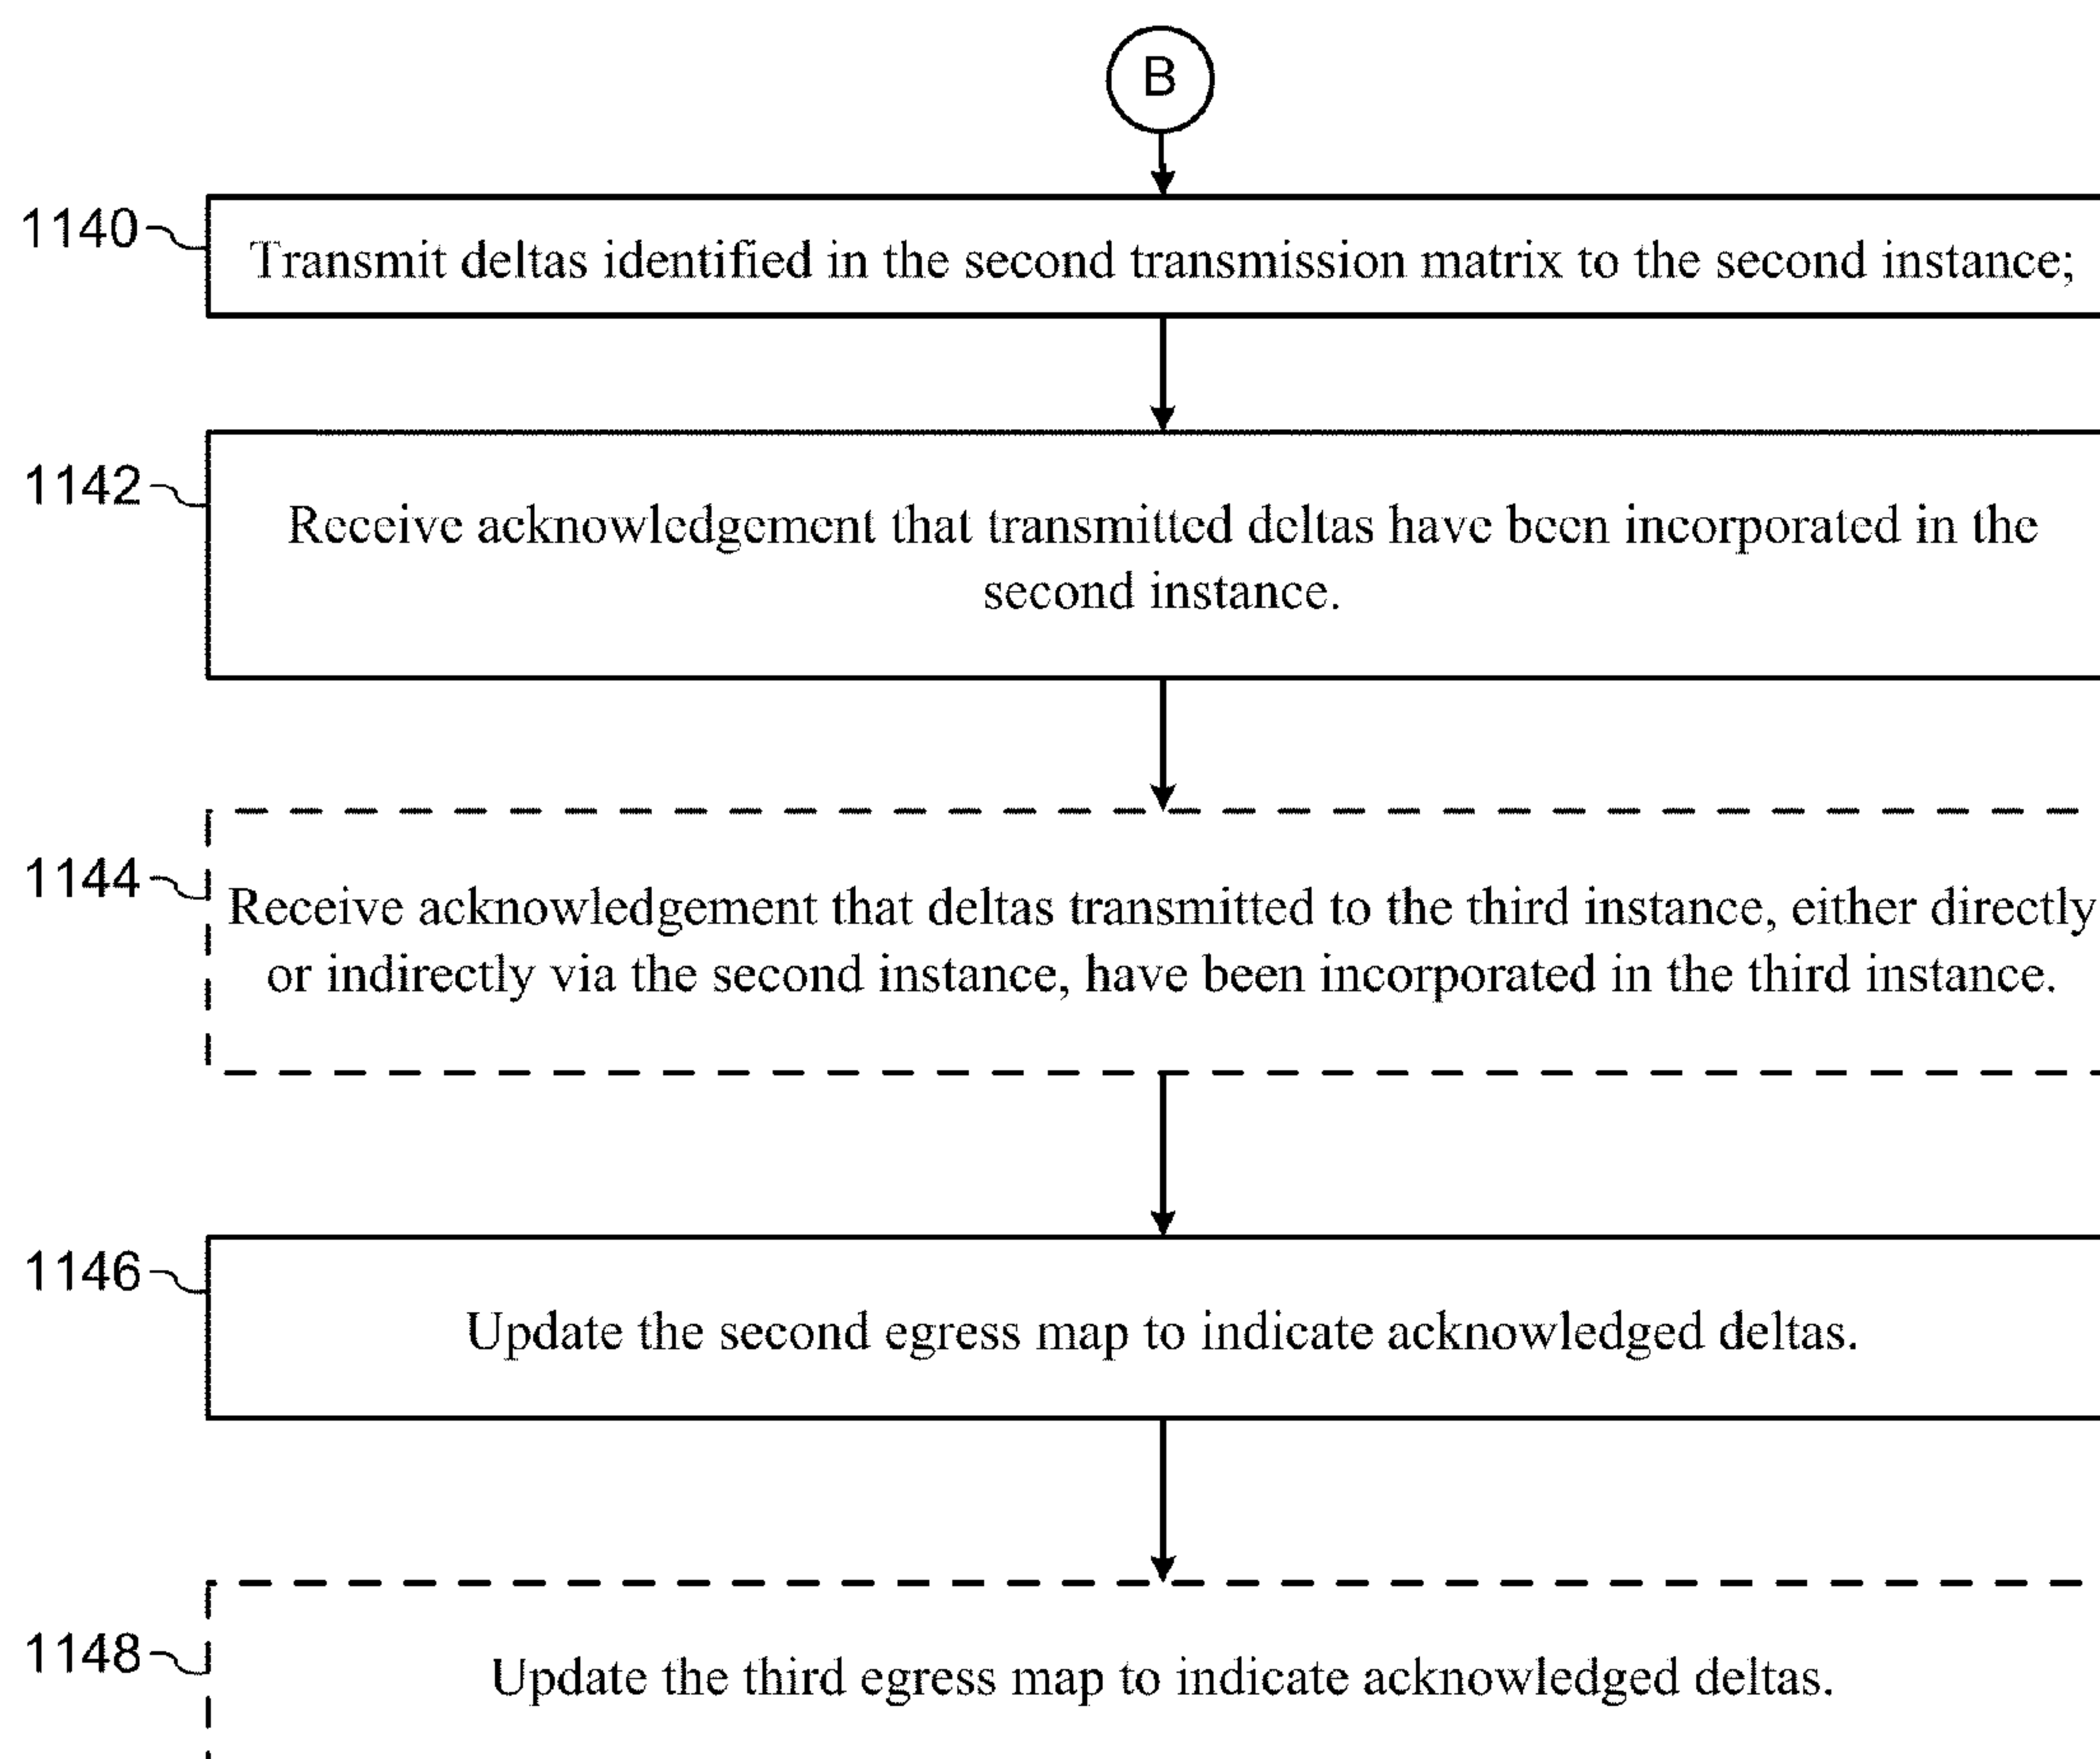 B
1140
Transmit deltas identified in the second transmission matrix to the second instance;
1142
Receive acknowledgement that transmitted deltas have been incorporated in the
second instance.
1144
Receive acknowledgement that deltas transmitted to the third instance, either directly
or indirectly via the second instance, have been incorporated in the third instance.
1146
Update the second egress map to indicate acknowledged deltas.
1148
Update the third egress map to indicate acknowledged deltas.